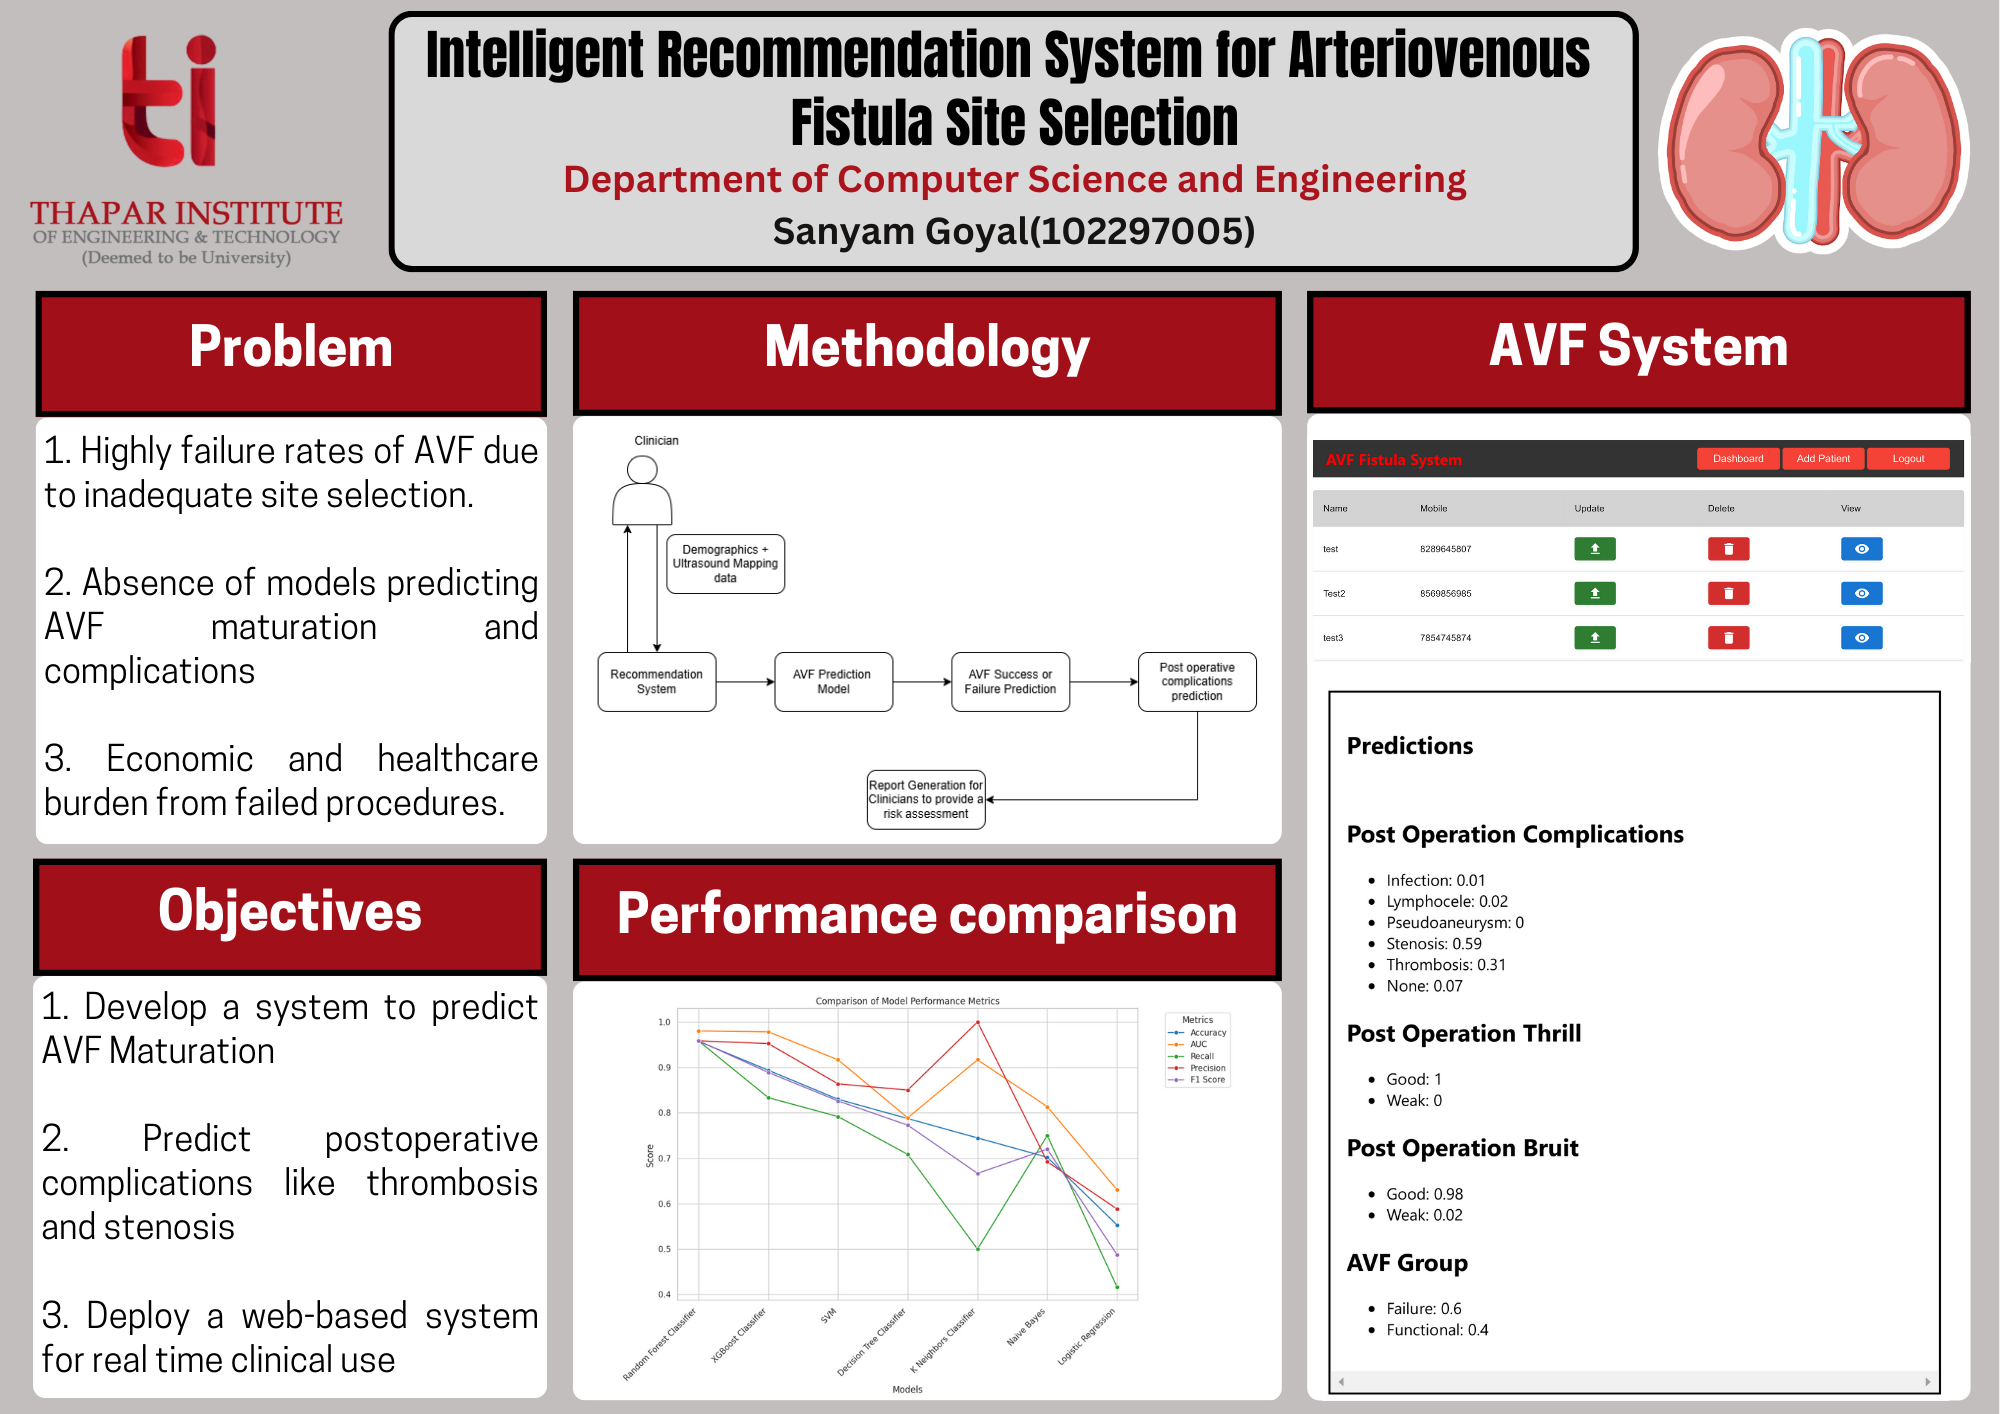 ti
THAPAR INSTITUTE
OF ENGINEERING & TECHNOLOGY
(Deemed to be University)
Intelligent Recommendation System for Arteriovenous
Fistula Site Selection
Department of Computer Science and Engineering
Sanyam Goyal(102297005)
Problem
1. Highly failure rates of AVF due
to inadequate site selection.
2. Absence of models predicting
AVF maturation and
complications
3. Economic and healthcare
burden from failed procedures.
Objectives
1. Develop a system to predict
AVF Maturation
2. Predict postoperative
complications like thrombosis
and stenosis
3. Deploy a web-based system
for real time clinical use
Methodology
Clinician
Demographics +
Ultrasound Mapping
data
Recommendation
System
AVF Prediction
Model
AVF Success or
Failure Prediction
Post operative
complications
prediction
Report Generation for
Clinicians to provide a
risk assessment
Performance comparison
Comparison of Model Performance Metrics
Metrics
Accuracy
AUC
Recall
Precision
F1 Score
Score
1.0
0.9
0.8
0.7
0.6
0.5
0.4
Random Forest Classifier
XGBoost Classifier
SVM
Decision Tree Classifier
K Neighbors Classifier
Naive Bayes
Logistic Regression
Models
AVF System
AVF Fistula System
Dashboard
Add Patient
Logout
Name Mobile Update Delete View
test 8289645807
Test2 8569856985
test3 7854745874
Predictions
Post Operation Complications
• Infection: 0.01
• Lymphocele: 0.02
• Pseudoaneurysm: 0
• Stenosis: 0.59
• Thrombosis: 0.31
• None: 0.07
Post Operation Thrill
• Good: 1
• Weak: 0
Post Operation Bruit
• Good: 0.98
• Weak: 0.02
AVF Group
• Failure: 0.6
• Functional: 0.4